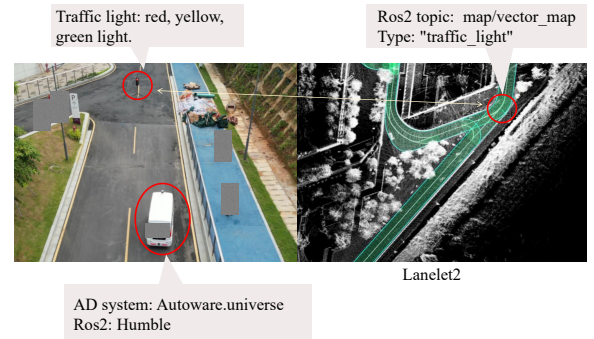 Traffic light: red, yellow,
green light.
Ros2 topic:  map/vector_map
Type: "traffic_light"
Lanelet2
AD system: Autoware.universe
Ros2: Humble